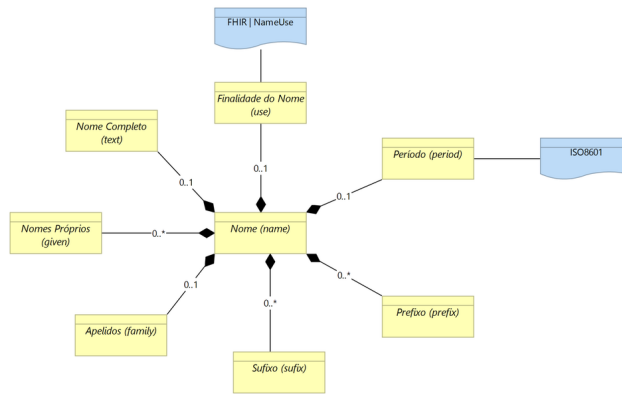 FHIR | NameUse
Finalidade do Nome
(use)
Nome Completo
(text)
Período (period)
ISO8601
0..1
0..1
0..1
Nomes Próprios
(given)
0..*
Nome (name)
0..1
0..*
0..*
Apelidos (family)
Prefixo (prefix)
Sufixo (sufix)